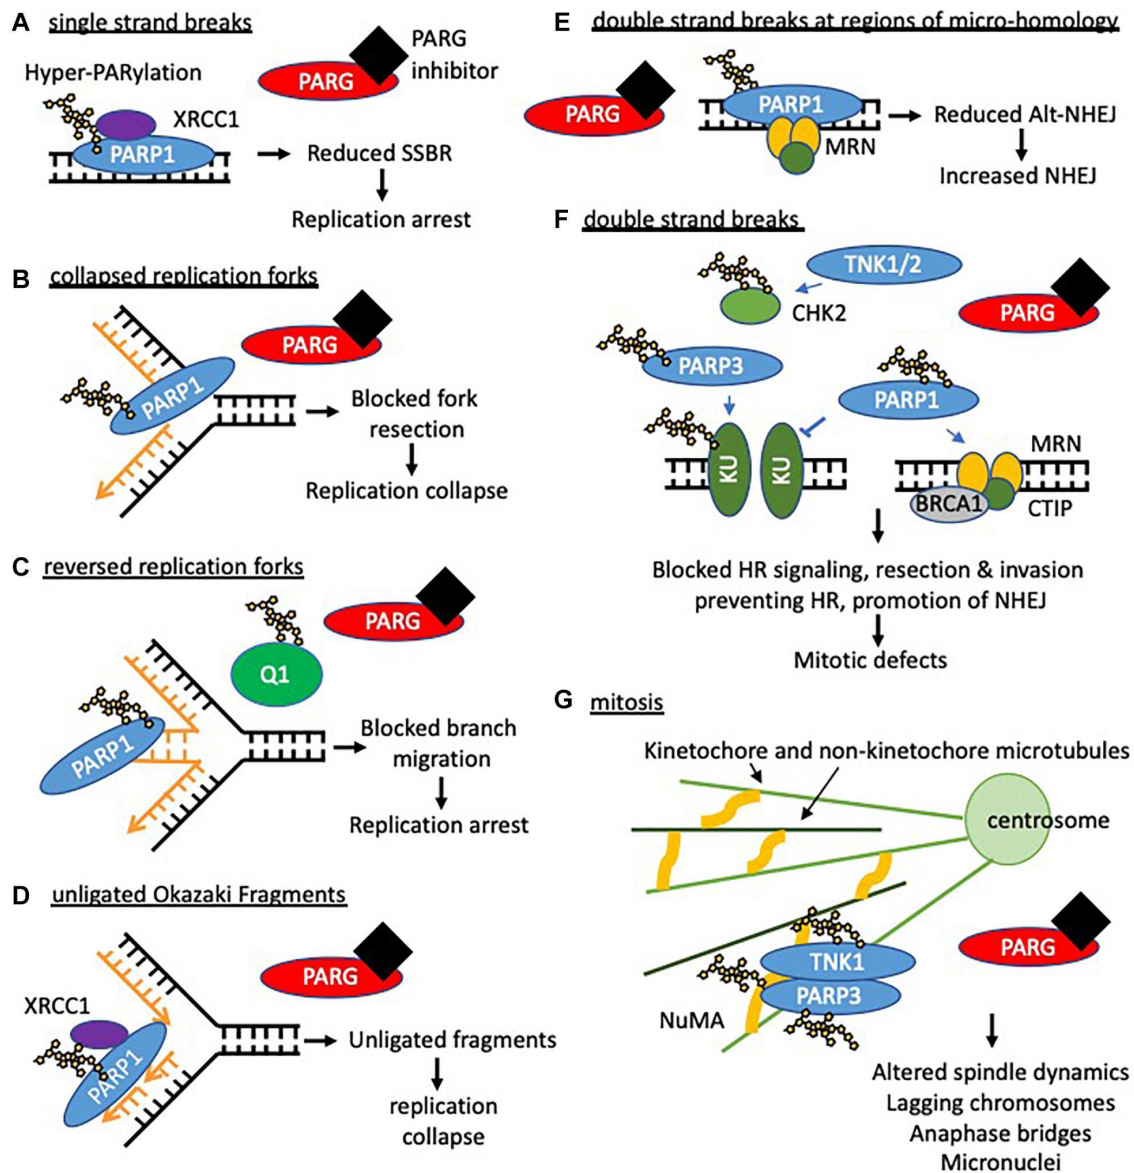 A single strand breaks
Hyper-PARylation
PARG
PARG
inhibitor
XRCC1
PARP1
Reduced SSBR
Replication arrest
B collapsed replication forks
PARG
PARP1
Blocked fork
resection
Replication collapse
C reversed replication forks
Q1
PARG
PARP1
Blocked branch
migration
Replication arrest
D unligated Okazaki Fragments
PARG
XRCC1
PARP1
Unligated fragments
replication
collapse
E double strand breaks at regions of micro-homology
PARG
PARP1
MRN
Reduced Alt-NHEJ
Increased NHEJ
F double strand breaks
TNK1/2
CHK2
PARG
PARP3
PARP1
KU
KU
MRN
BRCA1
CTIP
Blocked HR signaling, resection & invasion
preventing HR, promotion of NHEJ
Mitotic defects
G mitosis
Kinetochore and non-kinetochore microtubules
centrosome
TNK1
PARP3
NuMA
PARG
Altered spindle dynamics
Lagging chromosomes
Anaphase bridges
Micronuclei